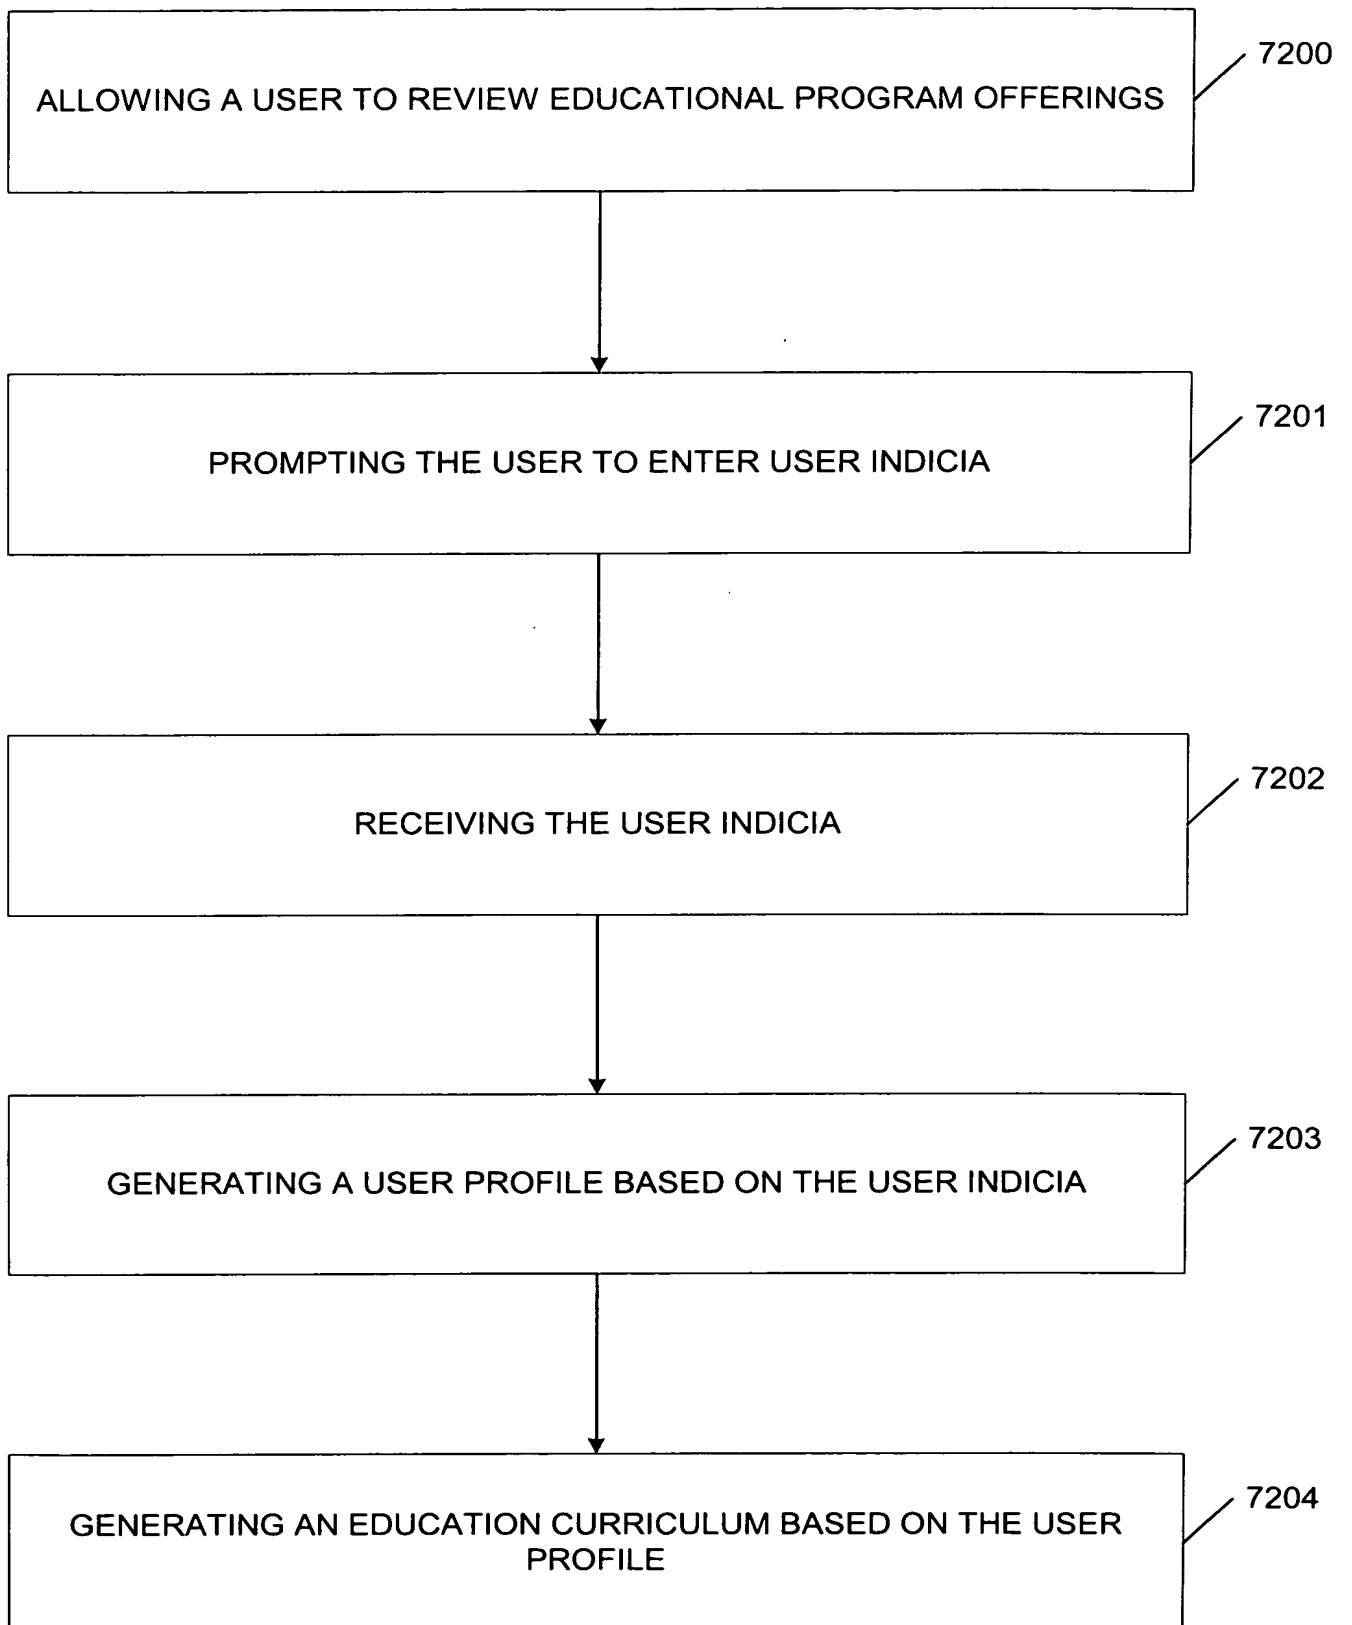 ALLOWING A USER TO REVIEW EDUCATIONAL PROGRAM OFFERINGS
7200
PROMPTING THE USER TO ENTER USER INDICIA
7201
RECEIVING THE USER INDICIA
7202
GENERATING A USER PROFILE BASED ON THE USER INDICIA
7203
GENERATING AN EDUCATION CURRICULUM BASED ON THE USER
PROFILE
7204